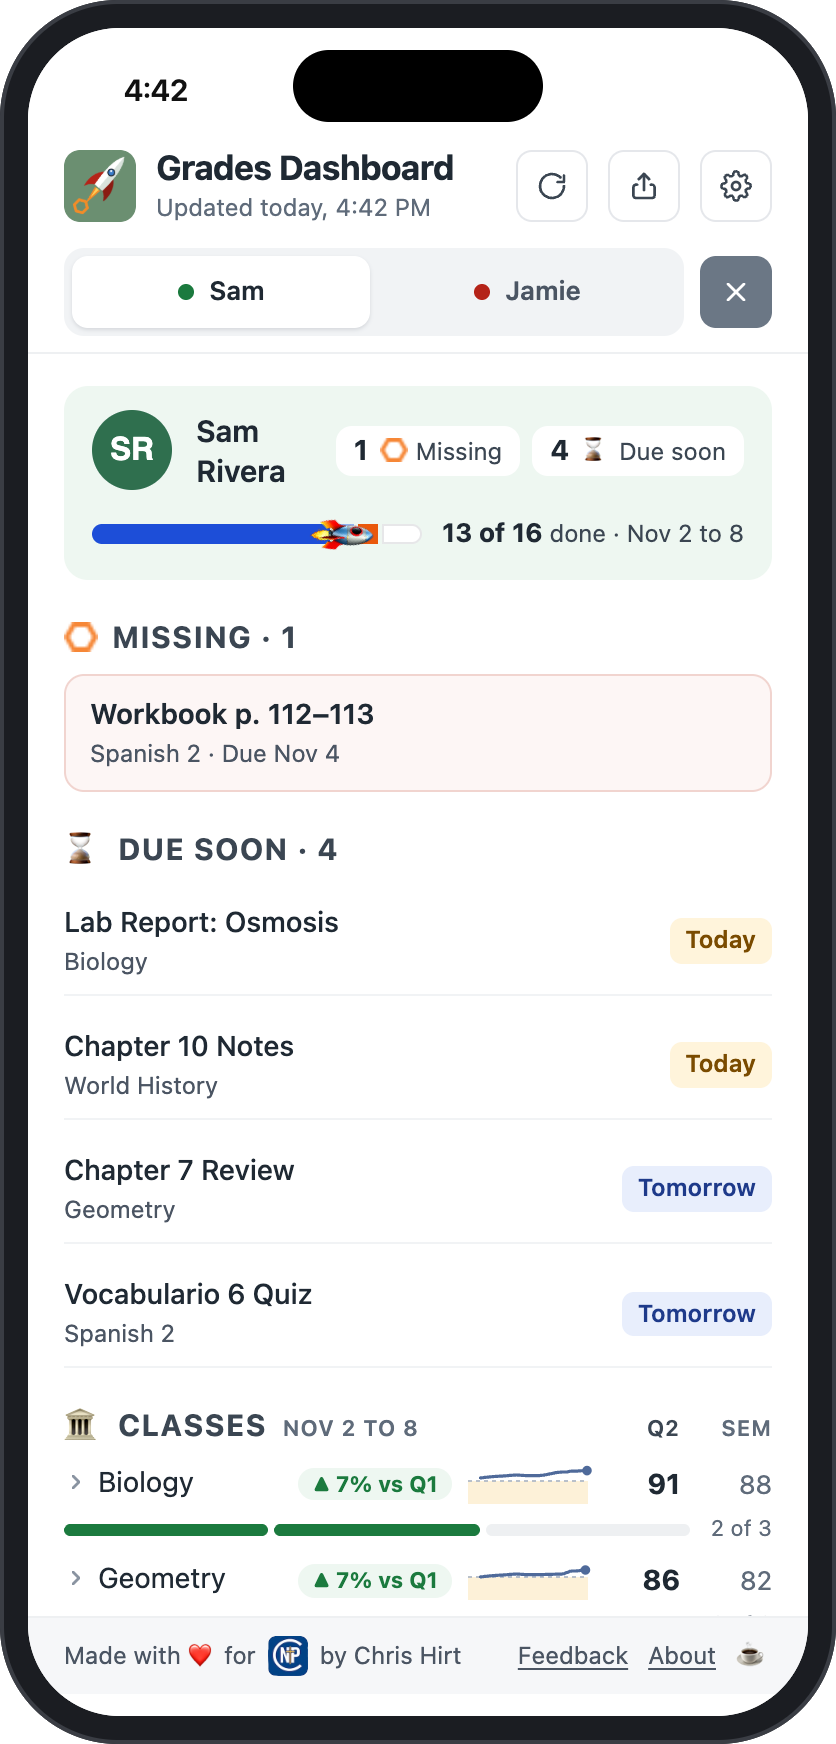 4:42
Grades Dashboard
Updated today, 4:42 PM
Sam
Jamie
SR
Sam
Rivera
1 Missing
4 Due soon
13 of 16 done · Nov 2 to 8
MISSING · 1
Workbook p. 112–113
Spanish 2 · Due Nov 4
DUE SOON · 4
Lab Report: Osmosis
Biology
Today
Chapter 10 Notes
World History
Today
Chapter 7 Review
Geometry
Tomorrow
Vocabulario 6 Quiz
Spanish 2
Tomorrow
CLASSES NOV 2 TO 8 Q2 SEM
Biology ▲ 7% vs Q1 91 88
2 of 3
Geometry ▲ 7% vs Q1 86 82
Made with ❤️ for NP by Chris Hirt Feedback About